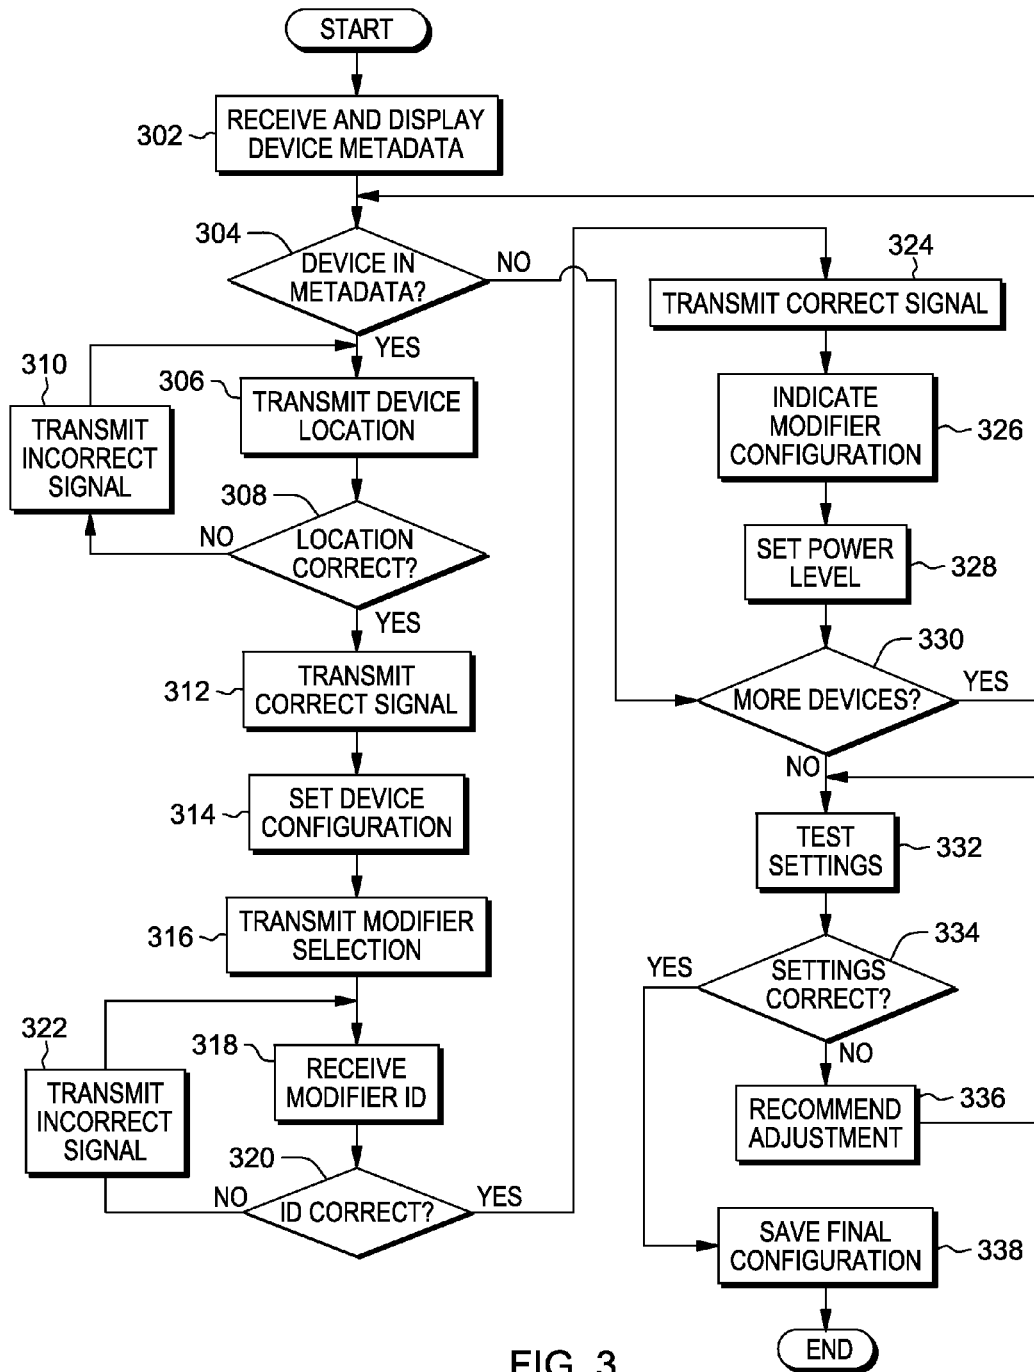 START
302
RECEIVE AND DISPLAY
DEVICE METADATA
304
DEVICE IN
METADATA?
NO
YES
310
TRANSMIT
INCORRECT
SIGNAL
306
TRANSMIT DEVICE
LOCATION
308
LOCATION
CORRECT?
NO
YES
312
TRANSMIT
CORRECT SIGNAL
314
SET DEVICE
CONFIGURATION
316
TRANSMIT MODIFIER
SELECTION
322
TRANSMIT
INCORRECT
SIGNAL
318
RECEIVE
MODIFIER ID
320
ID CORRECT?
NO
YES
324
TRANSMIT CORRECT SIGNAL
INDICATE
MODIFIER
CONFIGURATION
326
SET POWER
LEVEL
328
330
MORE DEVICES?
YES
NO
TEST
SETTINGS
332
334
SETTINGS
CORRECT?
YES
NO
RECOMMEND
ADJUSTMENT
336
SAVE FINAL
CONFIGURATION
338
END
FIG. 3